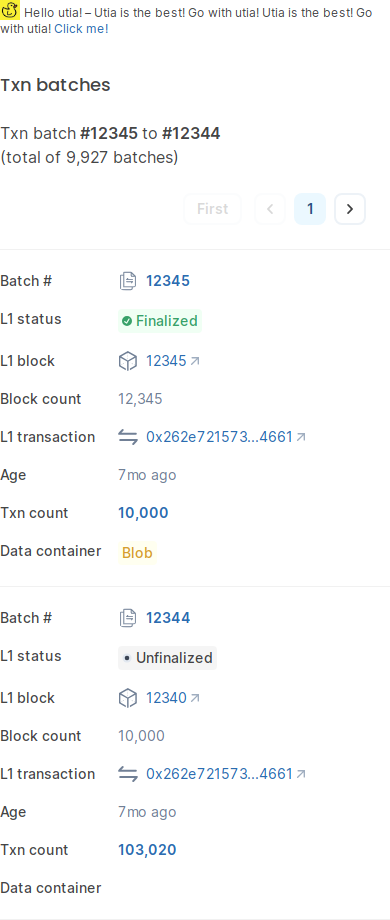 Hello utia! – Utia is the best! Go with utia! Utia is the best! Go
with utia! Click me!
Txn batches
Txn batch #12345 to #12344
(total of 9,927 batches)
First 1
Batch # 12345
L1 status Finalized
L1 block 12345
Block count 12,345
L1 transaction 0x262e721573...4661
Age 7mo ago
Txn count 10,000
Data container Blob
Batch # 12344
L1 status Unfinalized
L1 block 12340
Block count 10,000
L1 transaction 0x262e721573...4661
Age 7mo ago
Txn count 103,020
Data container